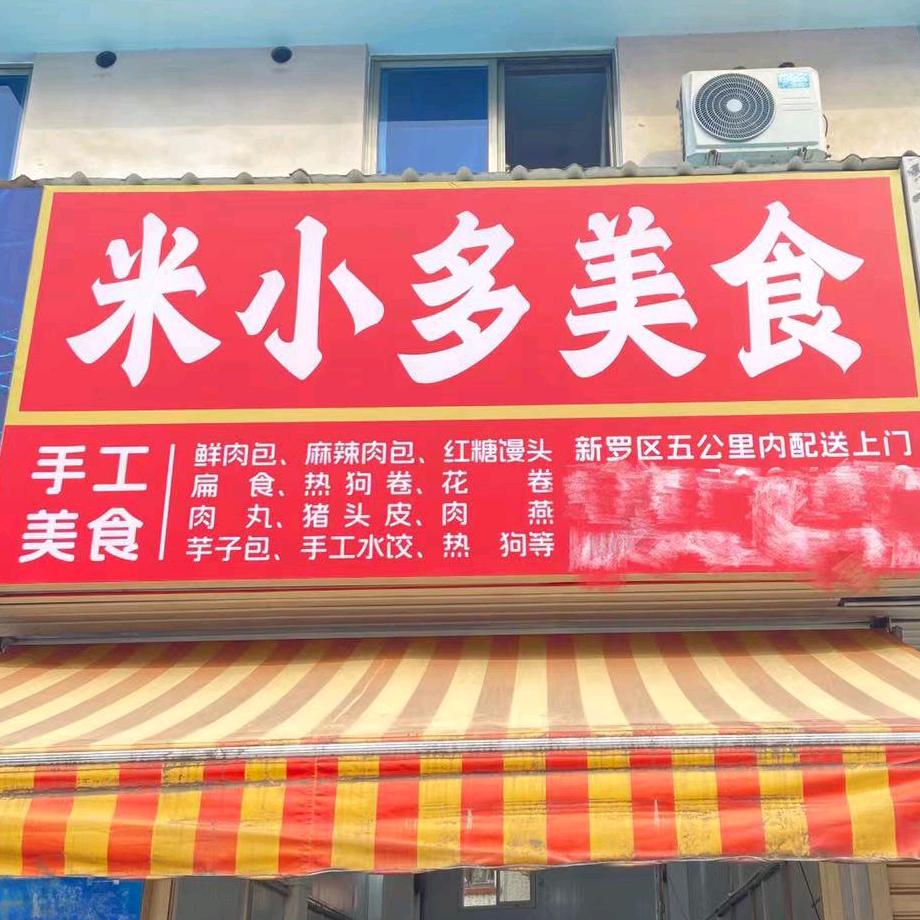 米小多美食
手工
美食
鲜肉包、麻辣肉包、红糖馒头
扁食、热狗卷、花卷
肉丸、猪头皮、肉燕
芋子包、手工水饺、热狗等
新罗区五公里内配送上门